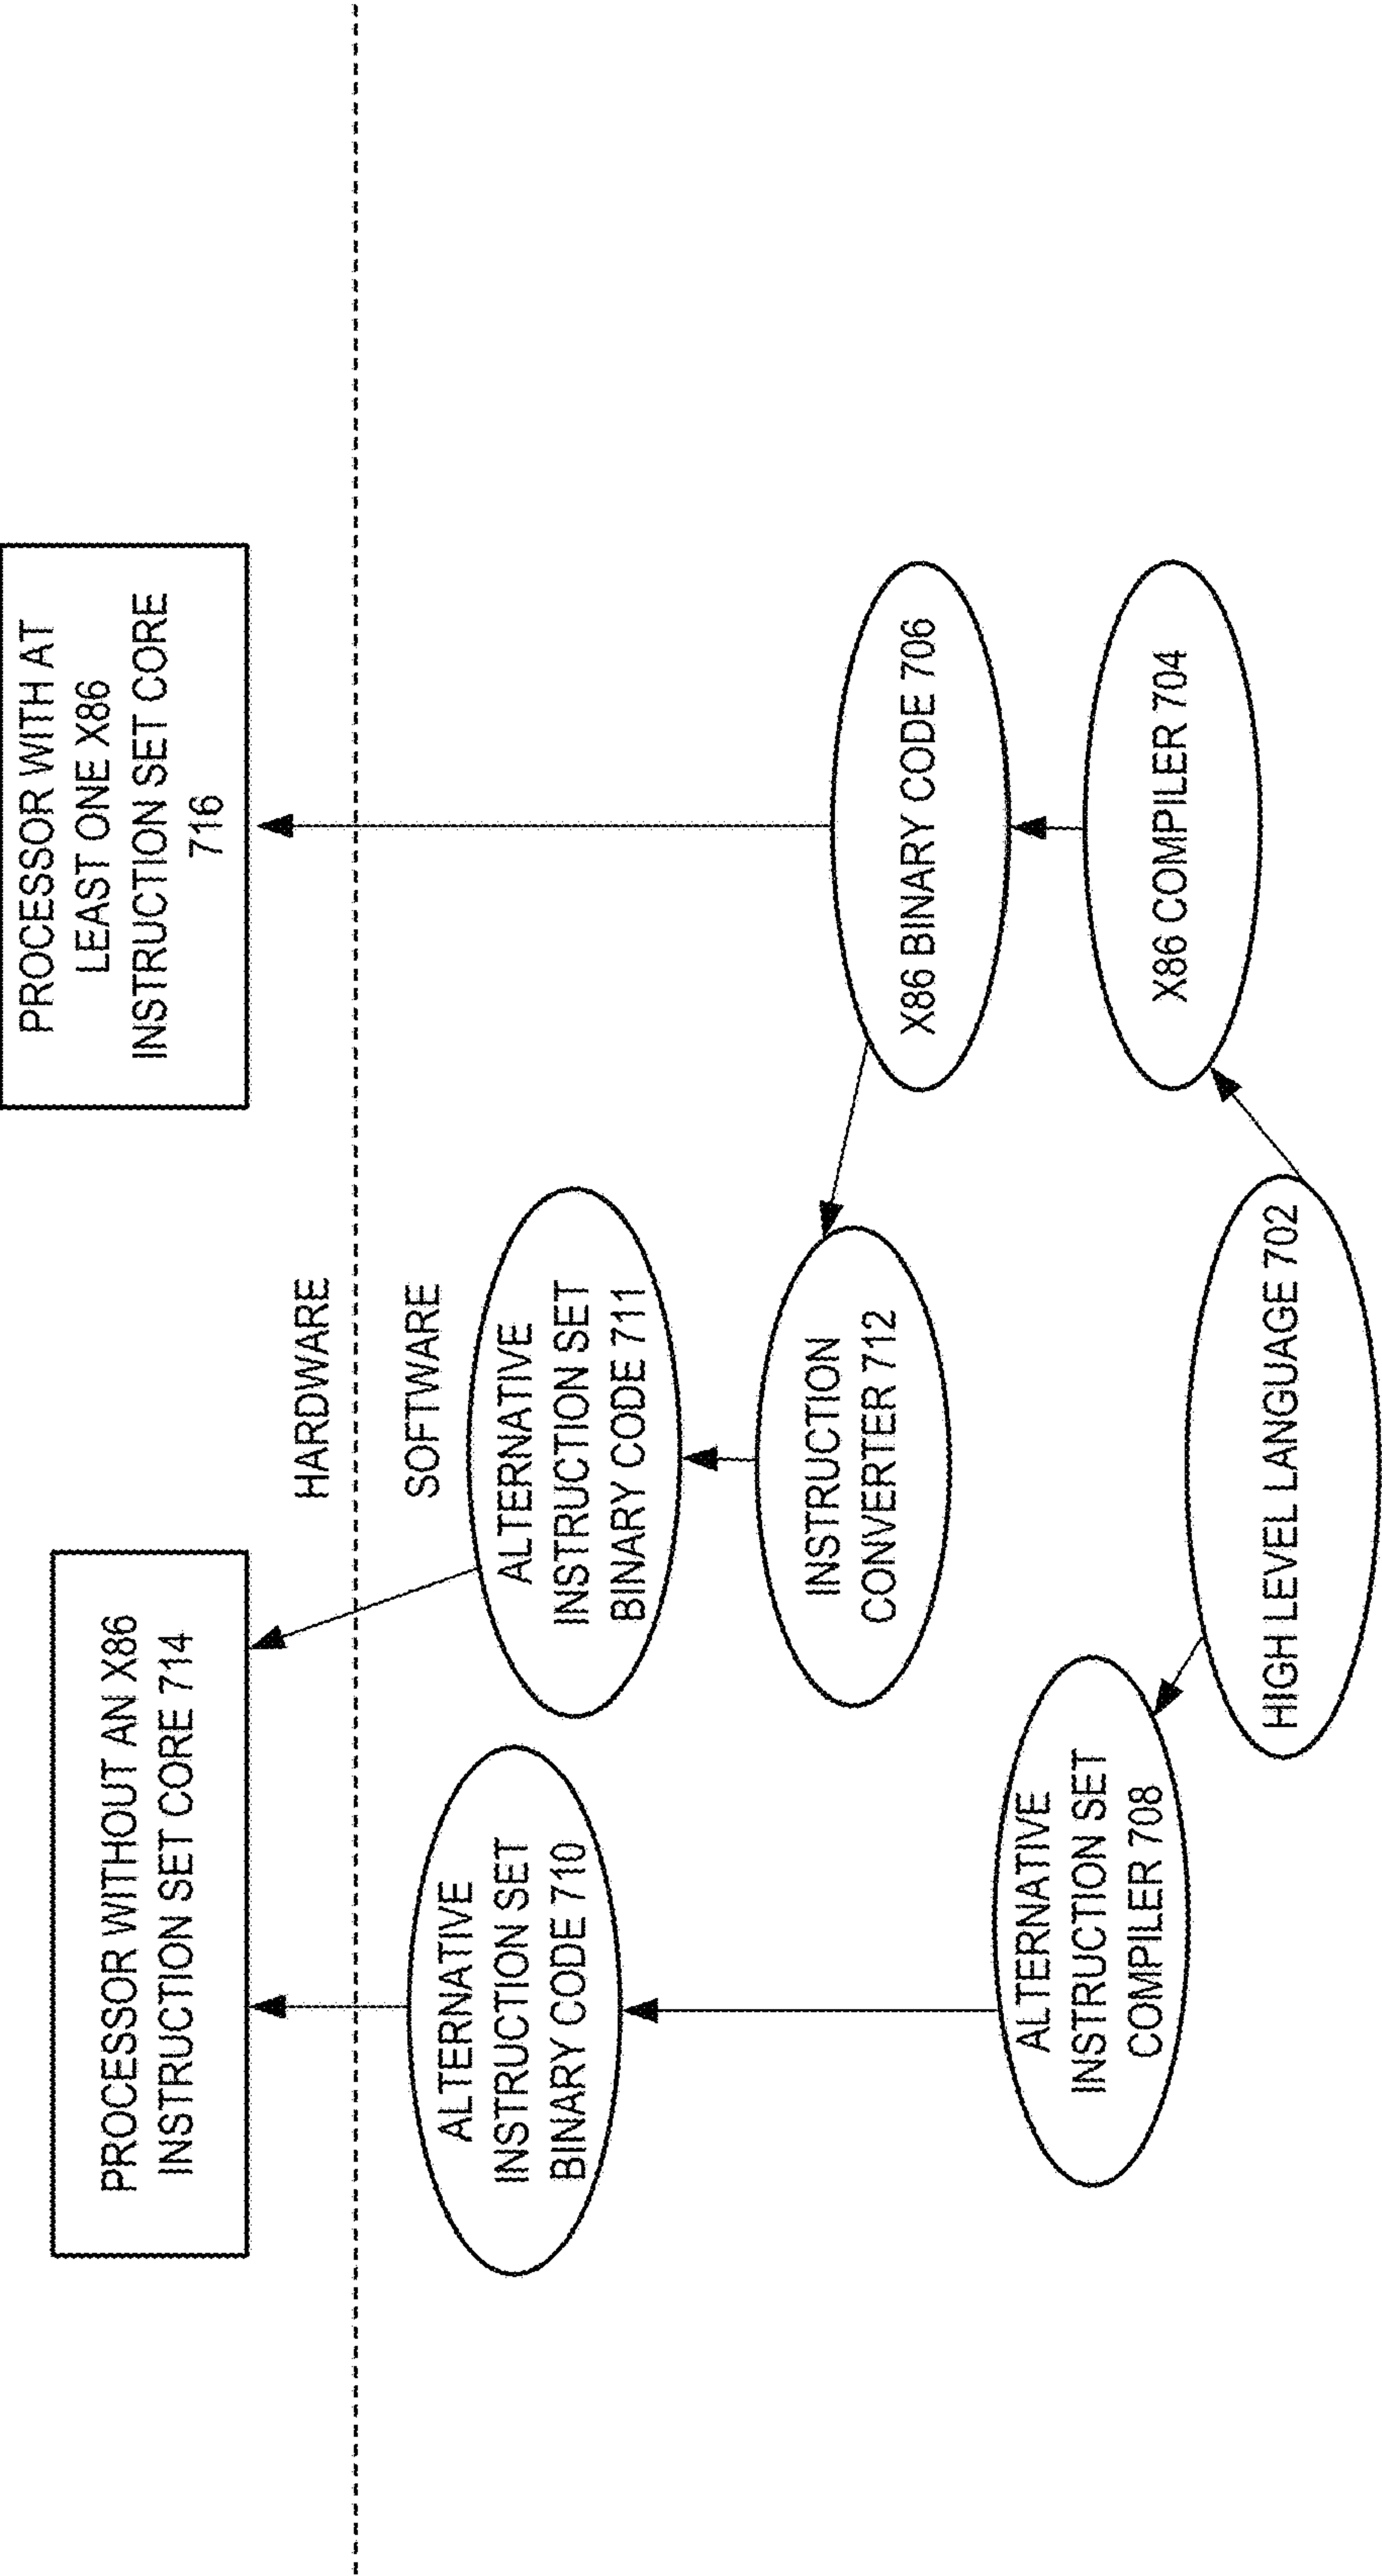 PROCESSOR WITHOUT AN X86
INSTRUCTION SET CORE 714
PROCESSOR WITH AT
LEAST ONE X86
INSTRUCTION SET CORE
716
HARDWARE
SOFTWARE
ALTERNATIVE
INSTRUCTION SET
BINARY CODE 710
ALTERNATIVE
INSTRUCTION SET
BINARY CODE 711
INSTRUCTION
CONVERTER 712
X86 BINARY CODE 706
ALTERNATIVE
INSTRUCTION SET
COMPILER 708
X86 COMPILER 704
HIGH LEVEL LANGUAGE 702